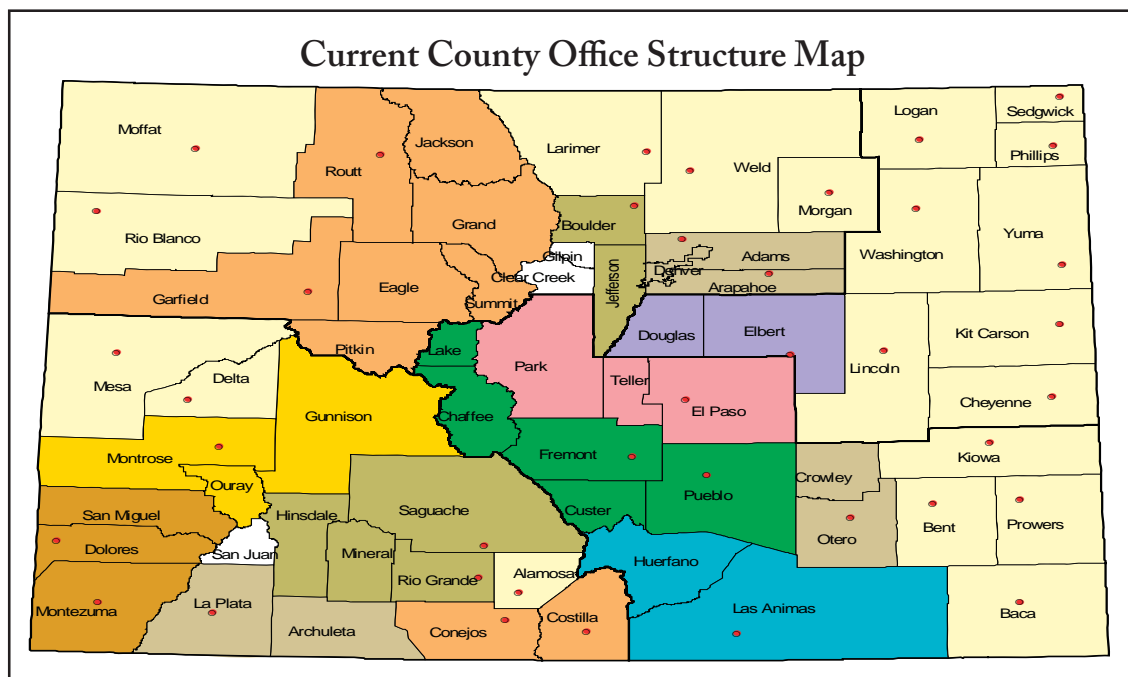 Current County Office Structure Map
Moffat
Routt
Jackson
Larimer
Weld
Logan
Sedgwick
Phillips
Morgan
Rio Blanco
Grand
Boulder
Washington
Yuma
Gilpin
Clear Creek
Jefferson
Denver
Adams
Arapahoe
Garfield
Eagle
Summit
Douglas
Elbert
Kit Carson
Pitkin
Lake
Park
Lincoln
Mesa
Delta
Teller
El Paso
Cheyenne
Gunnison
Chaffee
Montrose
Fremont
Kiowa
Ouray
Pueblo
Crowley
San Miguel
Hinsdale
Saguache
Custer
Bent
Prowers
Otero
Dolores
San Juan
Mineral
Huerfano
Rio Grande
Alamosa
Montezuma
La Plata
Archuleta
Conejos
Costilla
Las Animas
Baca